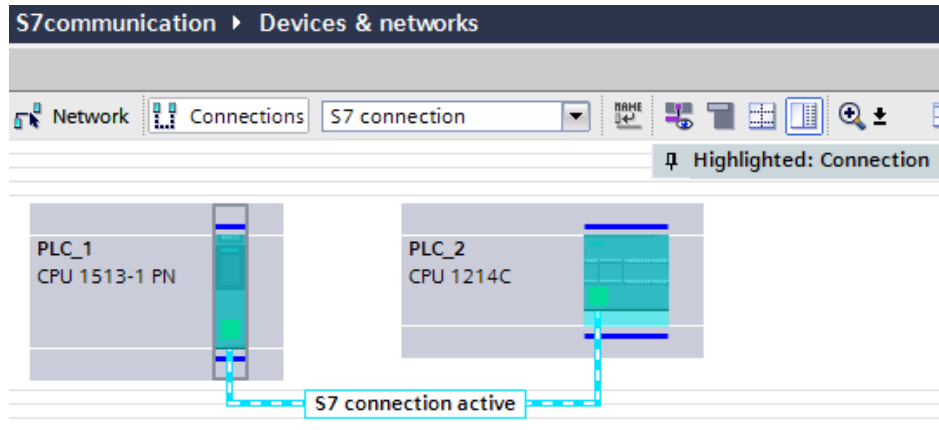 S7communication ▸ Devices & networks
Network Connections S7 connection NAME
Highlighted: Connection
PLC_1
CPU 1513-1 PN
PLC_2
CPU 1214C
S7 connection active